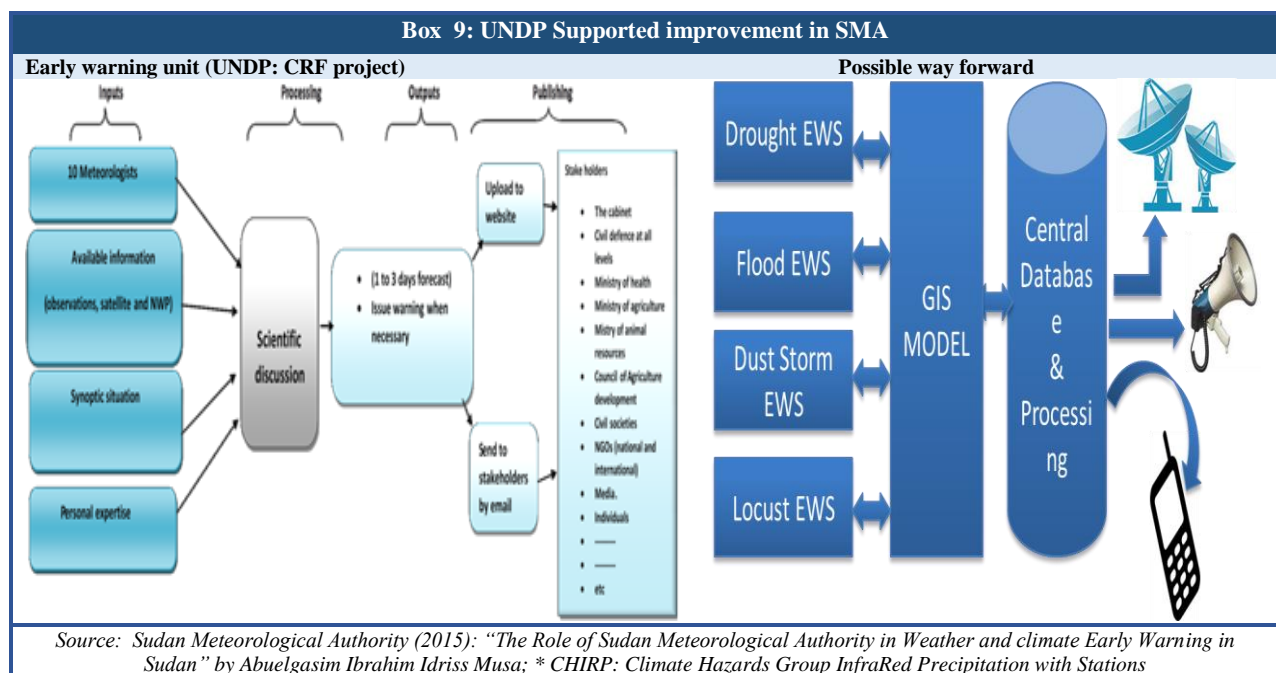 Box 9: UNDP Supported improvement in SMA
Early warning unit (UNDP: CRF project)
Inputs
Processing
Outputs
Publishing
10 Meteorologists
Available information
(observations, satellite and NWP)
Synoptic situation
Personal expertise
Scientific
discussion
• (1 to 3 days forecast)
• Issue warning when
necessary
Upload to
website
Send to
stakeholders
by email
Stake holders
• The cabinet
• Civil defence at all
levels
• Ministry of health
• Ministry of agriculture
• Mistry of animal
resources
• Council of Agriculture
development
• Civil societies
• NGOs (national and
international)
• Media.
• Individuals
• ———
• ———
• etc
Possible way forward
Drought EWS
Flood EWS
Dust Storm
EWS
Locust EWS
GIS
MODEL
Central
Databas
e
&
Processi
ng
Source: Sudan Meteorological Authority (2015): “The Role of Sudan Meteorological Authority in Weather and climate Early Warning in
Sudan” by Abuelgasim Ibrahim Idriss Musa; * CHIRP: Climate Hazards Group InfraRed Precipitation with Stations